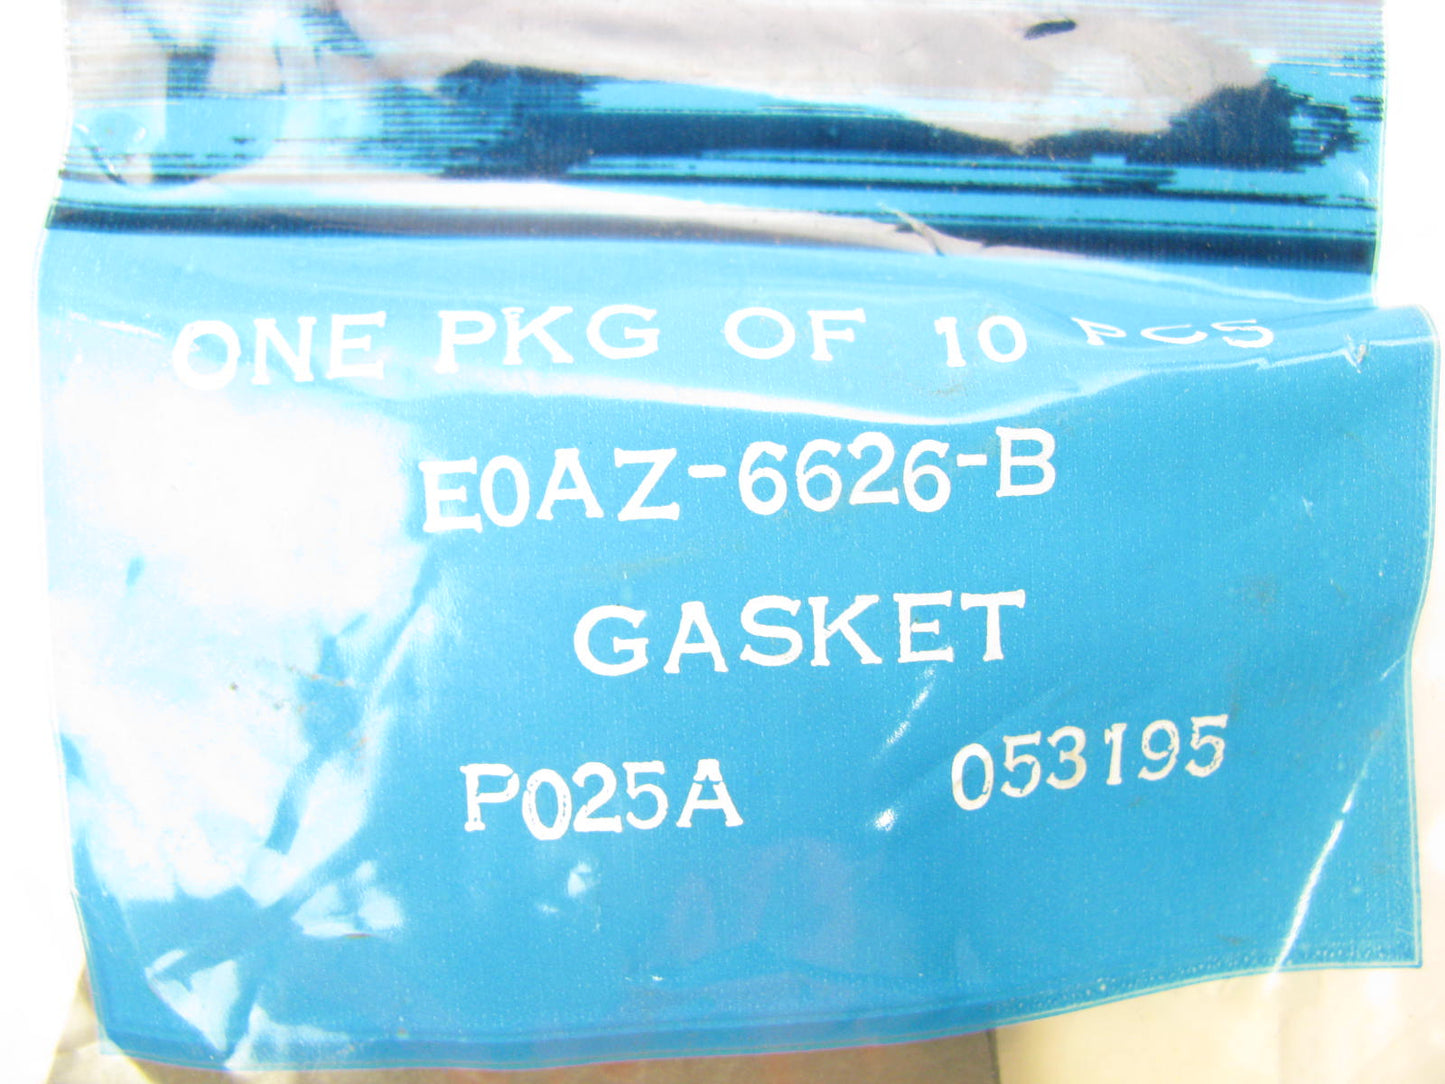 ONE PKG OF 10 PCS
E0AZ-6626-B
GASKET
P025A 053195